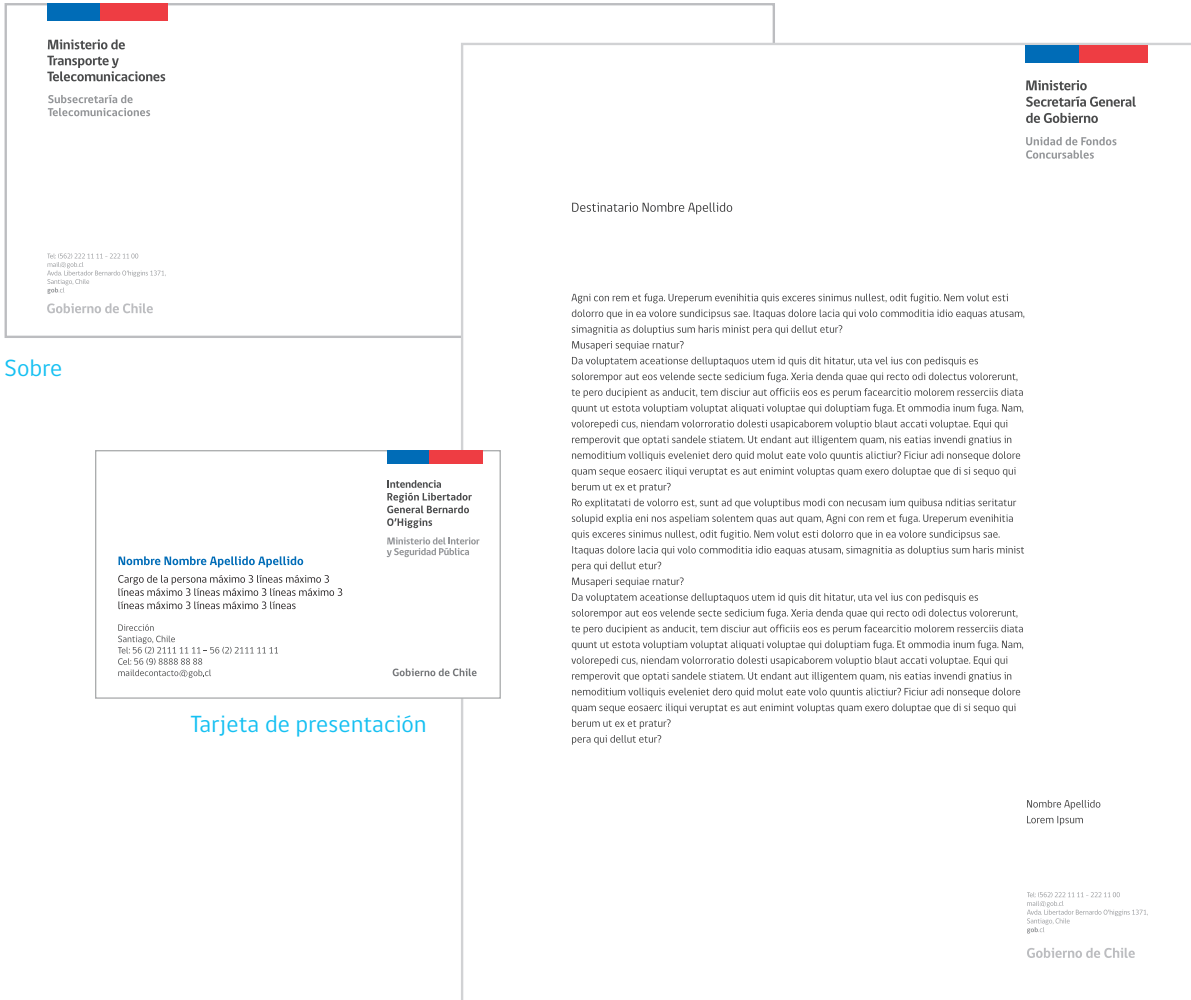 Ministerio de
Transporte y
Telecomunicaciones
Subsecretaría de
Telecomunicaciones
Tel: (562) 222 11 11 - 222 11 00
mail@gob.cl
Avda. Libertador Bernardo O'higgins 1371,
Santiago, Chile
gob.cl
Gobierno de Chile
Sobre
Intendencia
Región Libertador
General Bernardo
O'Higgins
Ministerio del Interior
y Seguridad Pública
Nombre Nombre Apellido Apellido
Cargo de la persona máximo 3 líneas máximo 3
líneas máximo 3 líneas máximo 3 líneas máximo 3
líneas máximo 3 líneas máximo 3 líneas
Dirección
Santiago, Chile
Tel: 56 (2) 2111 11 11 – 56 (2) 2111 11 11
Cel: 56 (9) 8888 88 88
maildecontacto@gob.cl
Gobierno de Chile
Tarjeta de presentación
Ministerio
Secretaría General
de Gobierno
Unidad de Fondos
Concursables
Destinatario Nombre Apellido
Agni con rem et fuga. Ureperum evenihitia quis exceres sinimus nullest, odit fugitio. Nem volut esti
dolorro que in ea volore sundicipsus sae. Itaquas dolore lacia qui volo commoditia idio eaquas atusam,
simagnitia as doluptius sum haris minist pera qui dellut etur?
Musaperi sequiae rnatur?
Da voluptatem aceationse delluptaquos utem id quis dit hitatur, uta vel ius con pedisquis es
solorempor aut eos velende secte sedicium fuga. Xeria denda quae qui recto odi dolectus volorerunt,
te pero ducipient as anducit, tem disciur aut officiis eos es perum facearcitio molorem resserciis diata
quunt ut estota voluptiam voluptat aliquati voluptae qui doluptiam fuga. Et ommodia inum fuga. Nam,
volorepedi cus, niendam volorroratio dolesti usapicaborem voluptio blaut accati voluptae. Equi qui
remperovit que optati sandele stiatem. Ut endant aut illigentem quam, nis eatias invendi gnatius in
nemoditium volliquis eveleniet dero quid molut eate volo quuntis alictiur? Ficiur adi nonseque dolore
quam seque eosaerc iliqui veruptat es aut enimint voluptas quam exero doluptae que di si sequo qui
berum ut ex et pratur?
Ro explitatati de volorro est, sunt ad que voluptibus modi con necusam ium quibusa nditias seritatur
solupid explia eni nos aspeliam solentem quas aut quam, Agni con rem et fuga. Ureperum evenihitia
quis exceres sinimus nullest, odit fugitio. Nem volut esti dolorro que in ea volore sundicipsus sae.
Itaquas dolore lacia qui volo commoditia idio eaquas atusam, simagnitia as doluptius sum haris minist
pera qui dellut etur?
Musaperi sequiae rnatur?
Da voluptatem aceationse delluptaquos utem id quis dit hitatur, uta vel ius con pedisquis es
solorempor aut eos velende secte sedicium fuga. Xeria denda quae qui recto odi dolectus volorerunt,
te pero ducipient as anducit, tem disciur aut officiis eos es perum facearcitio molorem resserciis diata
quunt ut estota voluptiam voluptat aliquati voluptae qui doluptiam fuga. Et ommodia inum fuga. Nam,
volorepedi cus, niendam volorroratio dolesti usapicaborem voluptio blaut accati voluptae. Equi qui
remperovit que optati sandele stiatem. Ut endant aut illigentem quam, nis eatias invendi gnatius in
nemoditium volliquis eveleniet dero quid molut eate volo quuntis alictiur? Ficiur adi nonseque dolore
quam seque eosaerc iliqui veruptat es aut enimint voluptas quam exero doluptae que di si sequo qui
berum ut ex et pratur?
pera qui dellut etur?
Nombre Apellido
Lorem Ipsum
Tel: (562) 222 11 11 - 222 11 00
mail@gob.cl
Avda. Libertador Bernardo O'higgins 1371,
Santiago, Chile
gob.cl
Gobierno de Chile